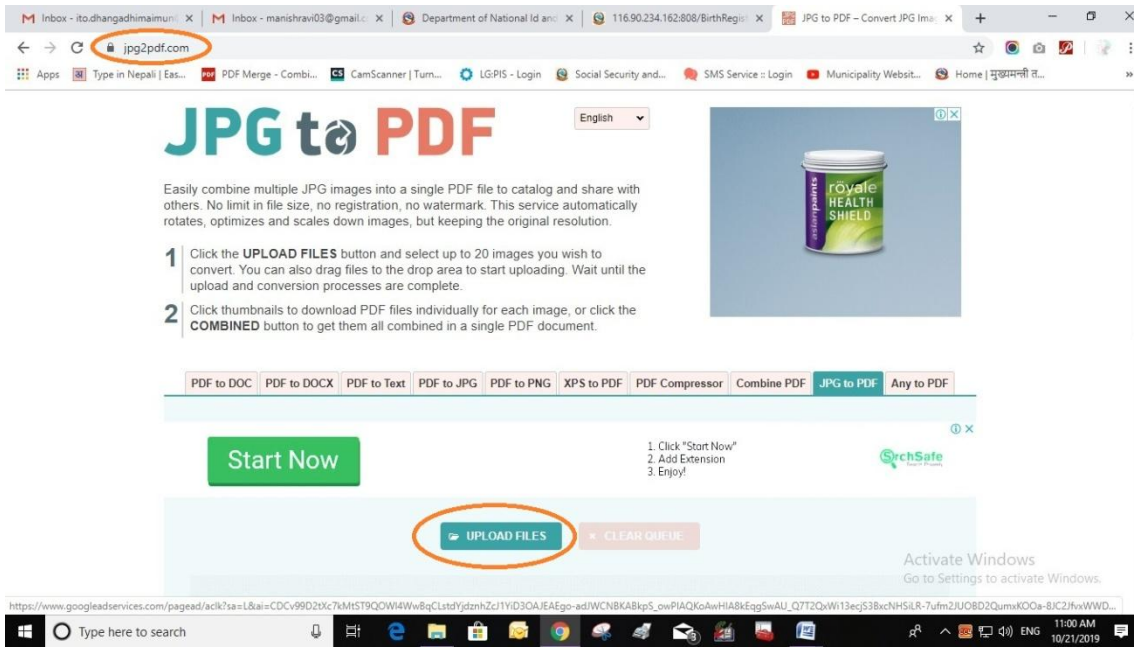 Inbox - ito.dhangadhimaimuni
Inbox - manishravi03@gmail.c
Department of National Id and
116.90.234.162:808/BirthRegist
JPG to PDF – Convert JPG Imag
jpg2pdf.com
Apps
Type in Nepali | Eas...
PDF Merge - Combi...
CamScanner | Turn...
LG:PIS - Login
Social Security and...
SMS Service :: Login
Municipality Websit...
Home | मुख्यमन्त्री त...
JPG to PDF
English
Easily combine multiple JPG images into a single PDF file to catalog and share with
others. No limit in file size, no registration, no watermark. This service automatically
rotates, optimizes and scales down images, but keeping the original resolution.
1 Click the UPLOAD FILES button and select up to 20 images you wish to
convert. You can also drag files to the drop area to start uploading. Wait until the
upload and conversion processes are complete.
2 Click thumbnails to download PDF files individually for each image, or click the
COMBINED button to get them all combined in a single PDF document.
asianpaints
röyale
HEALTH
SHIELD
PDF to DOC
PDF to DOCX
PDF to Text
PDF to JPG
PDF to PNG
XPS to PDF
PDF Compressor
Combine PDF
JPG to PDF
Any to PDF
Start Now
1. Click "Start Now"
2. Add Extension
3. Enjoy!
SrchSafe
UPLOAD FILES
CLEAR QUEUE
Activate Windows
Go to Settings to activate Windows.
Type here to search
ENG
11:00 AM
10/21/2019